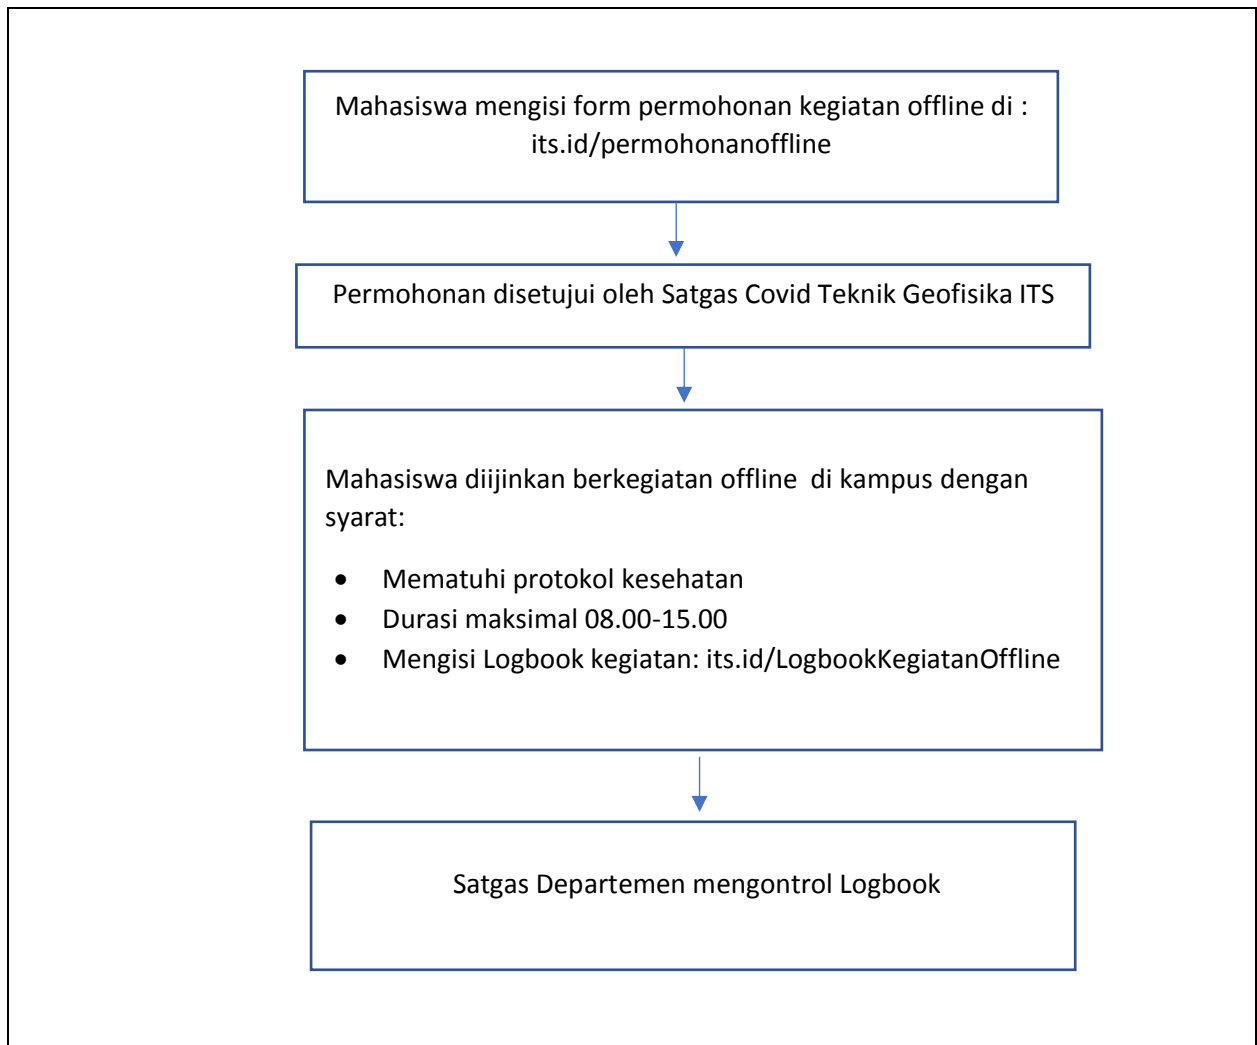 Mahasiswa mengisi form permohonan kegiatan offline di :
its.id/permohonanoffline
Permohonan disetujui oleh Satgas Covid Teknik Geofisika ITS
Mahasiswa diijinkan berkegiatan offline  di kampus dengan
syarat:
• Mematuhi protokol kesehatan
• Durasi maksimal 08.00-15.00
• Mengisi Logbook kegiatan: its.id/LogbookKegiatanOffline
Satgas Departemen mengontrol Logbook